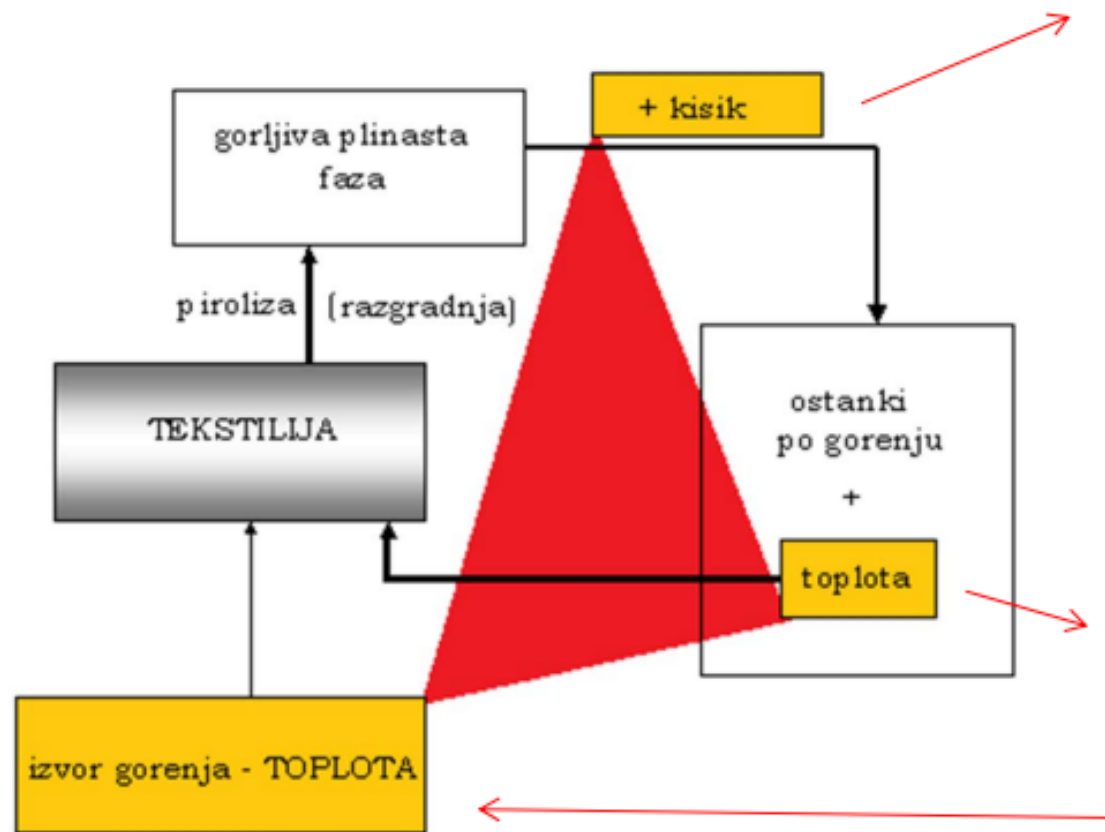 + kisik
gorljiva plinasta
faza
piroliza (razgradnja)
TEKSTILIJA
ostanki
po gorenju
+
toplota
izvor gorenja - TOPLOTA